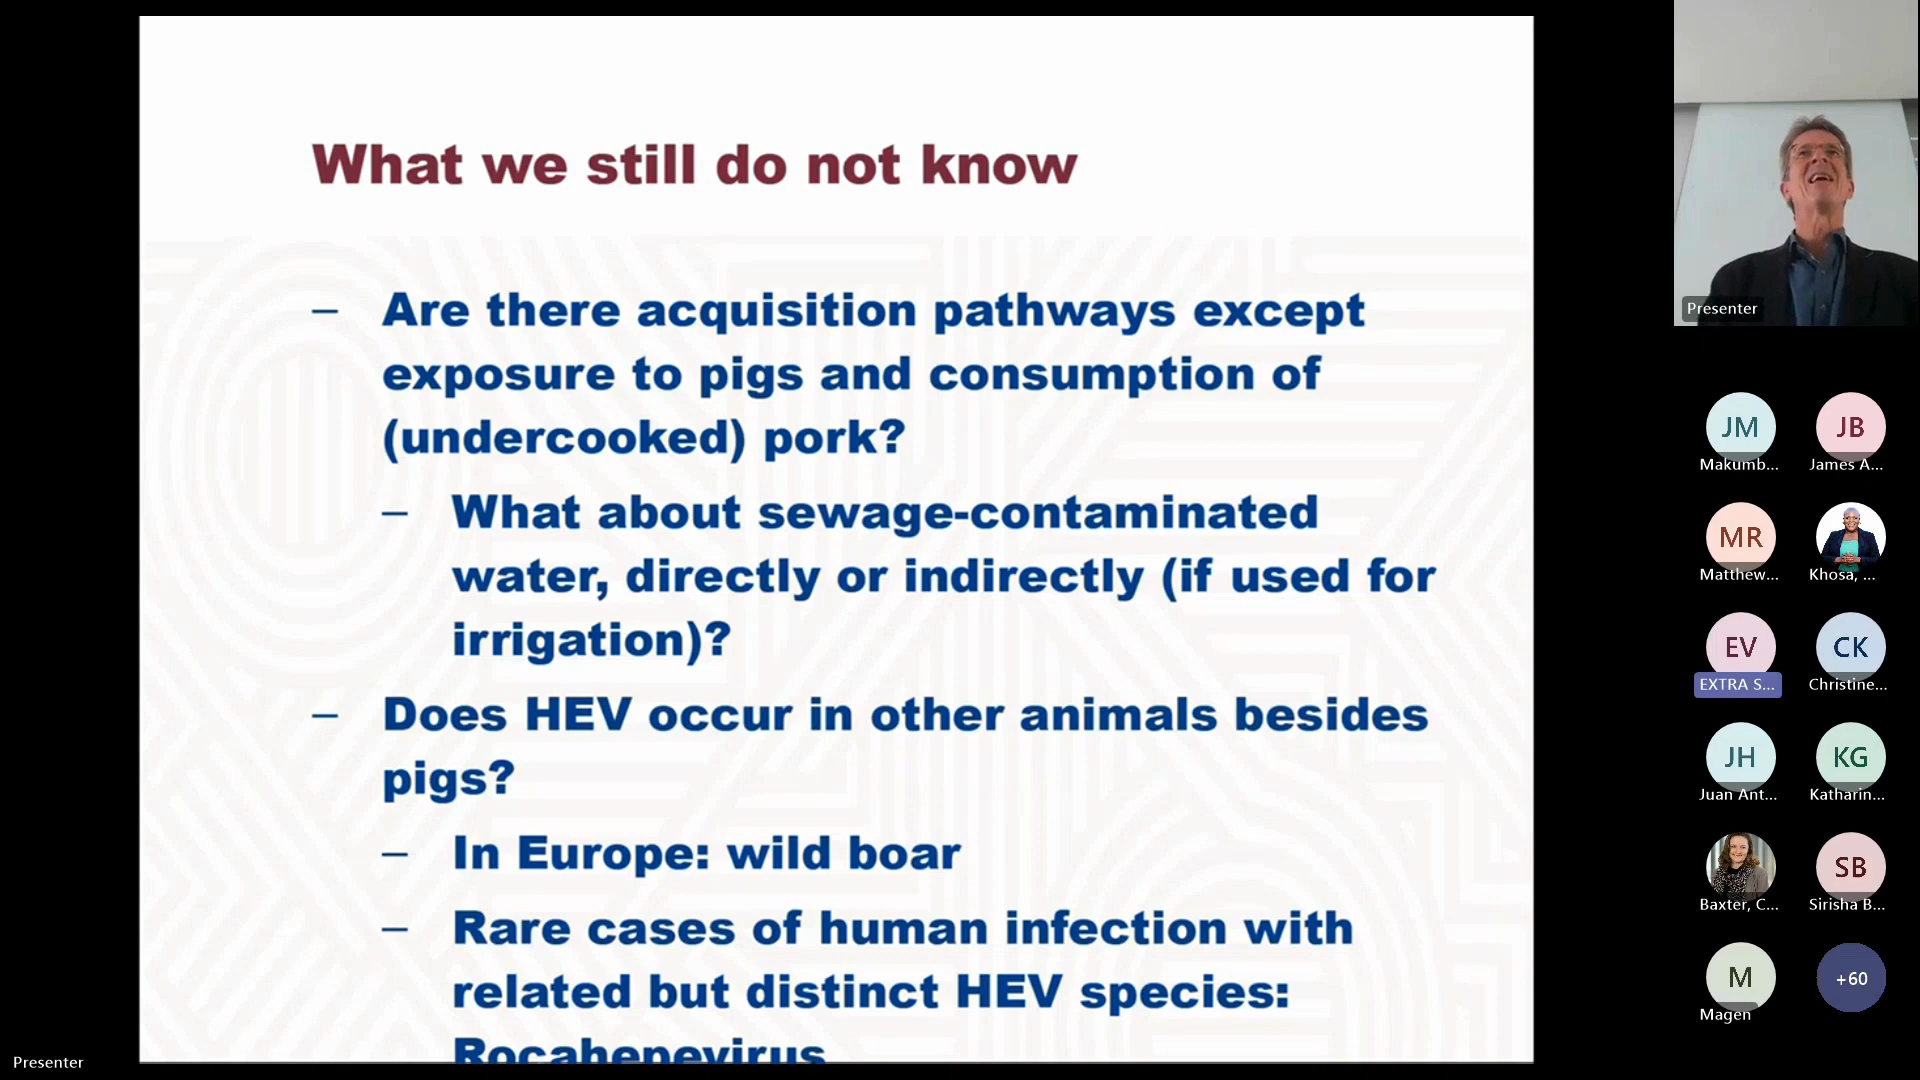 What we still do not know
– Are there acquisition pathways except
exposure to pigs and consumption of
(undercooked) pork?
– What about sewage-contaminated
water, directly or indirectly (if used for
irrigation)?
– Does HEV occur in other animals besides
pigs?
– In Europe: wild boar
– Rare cases of human infection with
related but distinct HEV species:
Rocahepevirus
Presenter
JM
JB
Makumb...
James A...
MR
Matthew...
Khosa, ...
EV
CK
EXTRA S...
Christine...
JH
KG
Juan Ant...
Katharin...
SB
Baxter, C...
Sirisha B...
M
+60
Magen
Presenter